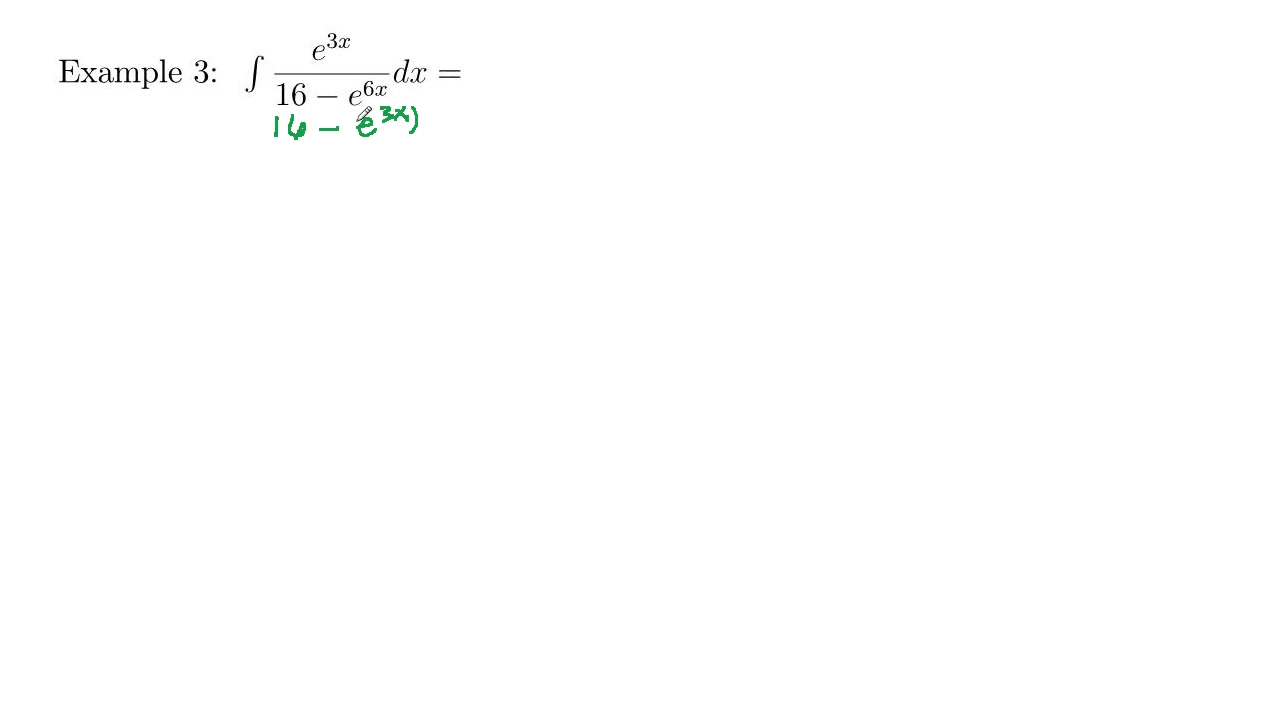 Example 3: ∫ e^{3x} / (16 − e^{6x}) dx =
16 − e^{3x})